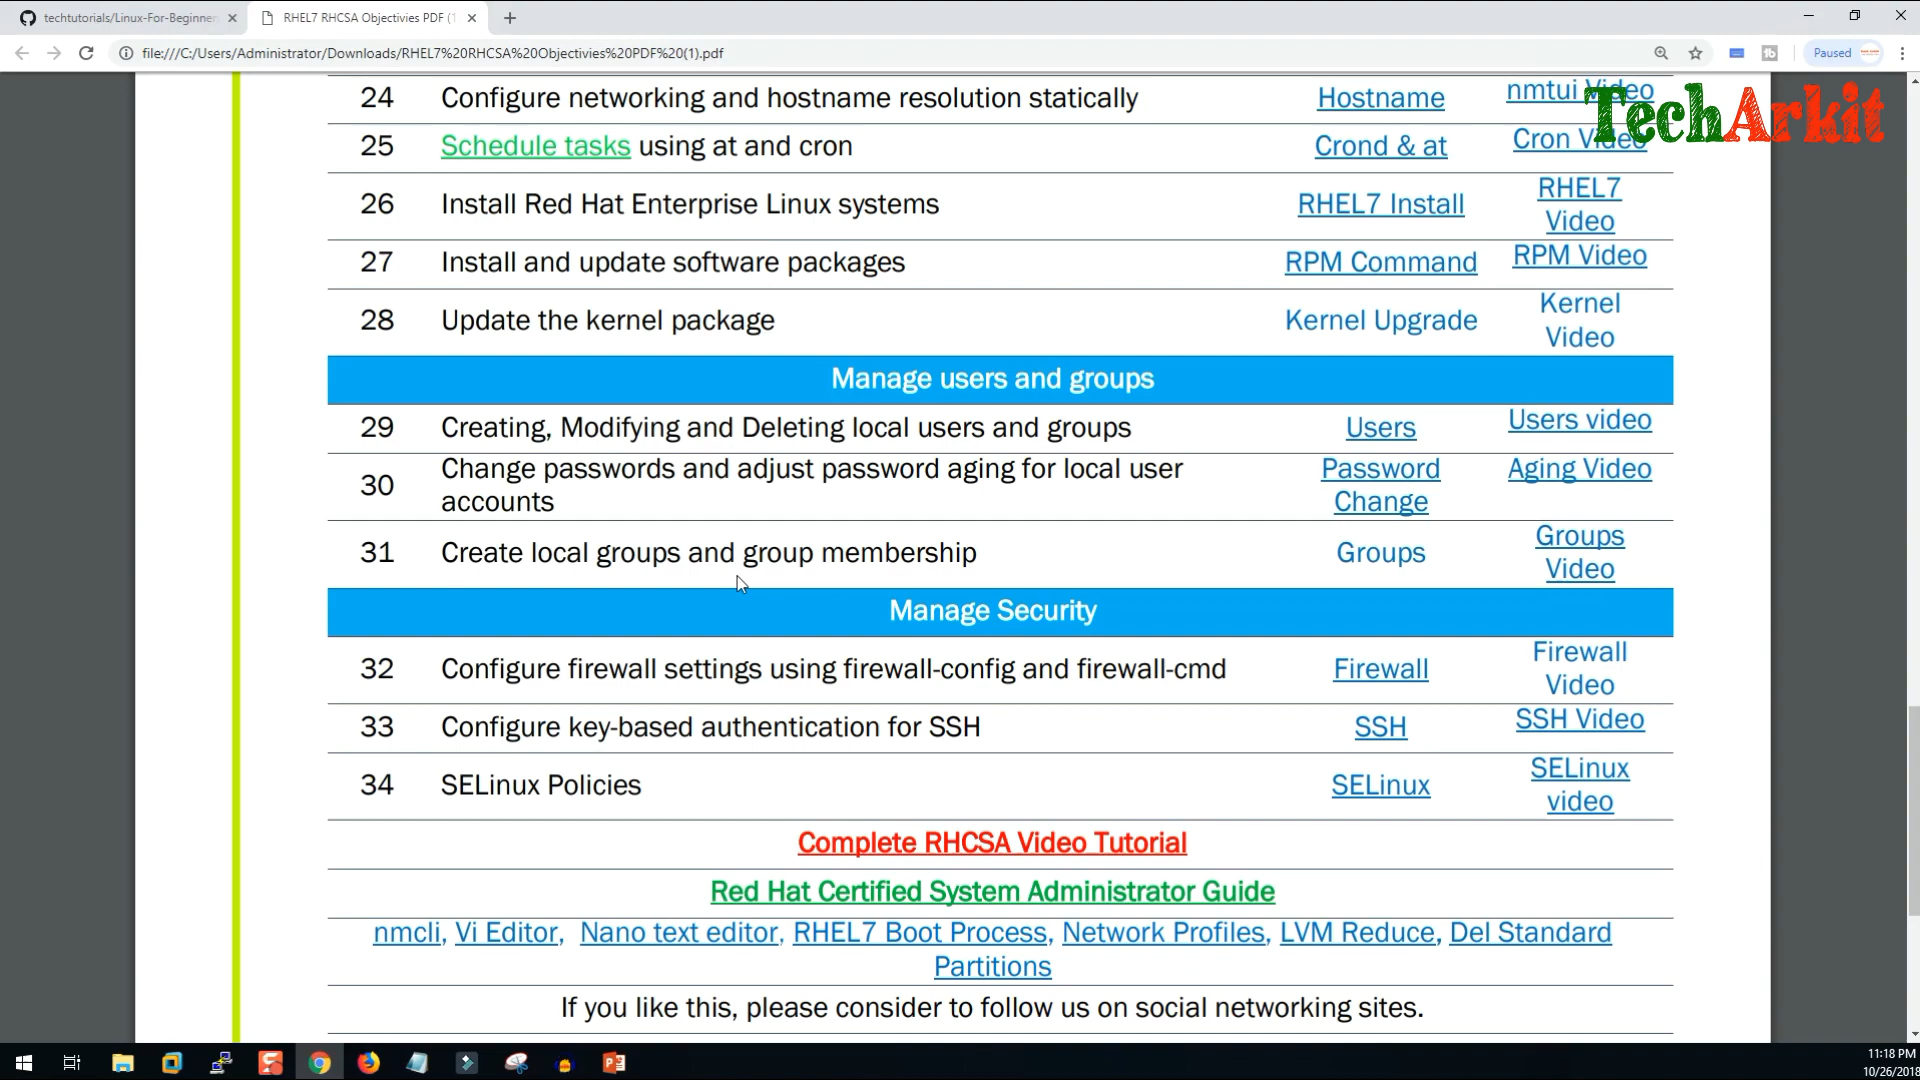 techtutorials/Linux-For-Beginner
RHEL7 RHCSA Objectivies PDF (1
file:///C:/Users/Administrator/Downloads/RHEL7%20RHCSA%20Objectivies%20PDF%20(1).pdf
Paused
TechArkit
24 Configure networking and hostname resolution statically Hostname nmtui Video
25 Schedule tasks using at and cron Crond & at Cron Video
26 Install Red Hat Enterprise Linux systems RHEL7 Install RHEL7
Video
27 Install and update software packages RPM Command RPM Video
28 Update the kernel package Kernel Upgrade Kernel
Video
Manage users and groups
29 Creating, Modifying and Deleting local users and groups Users Users video
30 Change passwords and adjust password aging for local user Password Aging Video
accounts Change
31 Create local groups and group membership Groups Groups
Video
Manage Security
32 Configure firewall settings using firewall-config and firewall-cmd Firewall Firewall
Video
33 Configure key-based authentication for SSH SSH SSH Video
34 SELinux Policies SELinux SELinux
video
Complete RHCSA Video Tutorial
Red Hat Certified System Administrator Guide
nmcli, Vi Editor, Nano text editor, RHEL7 Boot Process, Network Profiles, LVM Reduce, Del Standard
Partitions
If you like this, please consider to follow us on social networking sites.
11:18 PM
10/26/2018